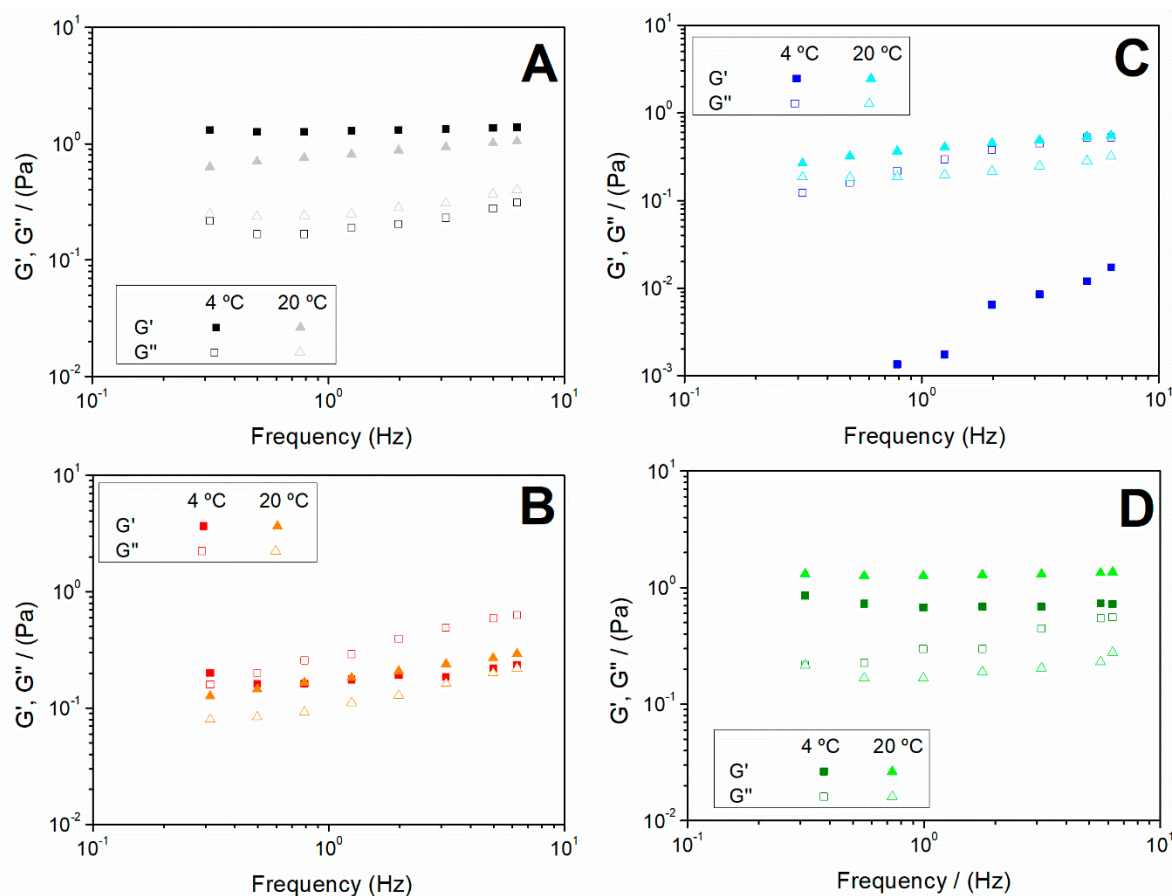 A
G', G'' / (Pa)
10¹
10⁰
10⁻¹
10⁻²
4 ºC 20 ºC
G'
G''
10⁻¹ 10⁰ 10¹
Frequency (Hz)
C
G', G'' / (Pa)
10¹
10⁰
10⁻¹
10⁻²
10⁻³
4 ºC 20 ºC
G'
G''
10⁻¹ 10⁰ 10¹
Frequency (Hz)
B
G', G'' / (Pa)
10¹
10⁰
10⁻¹
10⁻²
4 ºC 20 ºC
G'
G''
10⁻¹ 10⁰ 10¹
Frequency (Hz)
D
G', G'' / (Pa)
10¹
10⁰
10⁻¹
10⁻²
4 ºC 20 ºC
G'
G''
10⁻¹ 10⁰ 10¹
Frequency / (Hz)